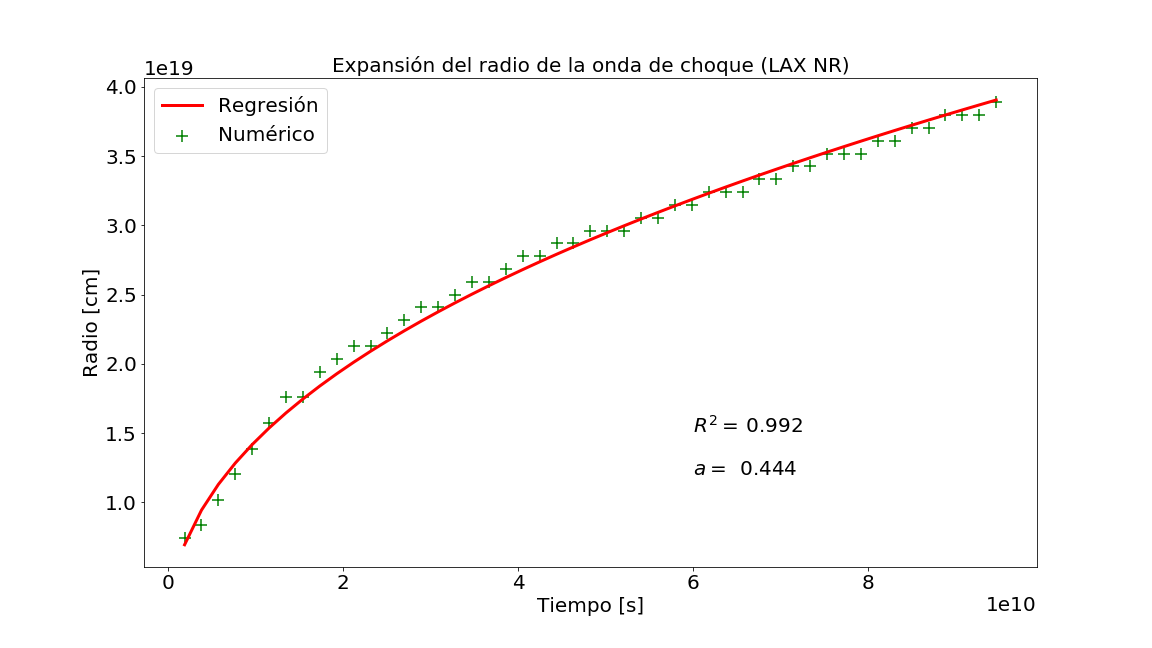 Expansión del radio de la onda de choque (LAX NR)
1e19
4.0
3.5
3.0
2.5
2.0
1.5
1.0
Radio [cm]
Regresión
Numérico
R² = 0.992
a = 0.444
0 2 4 6 8
Tiempo [s]
1e10